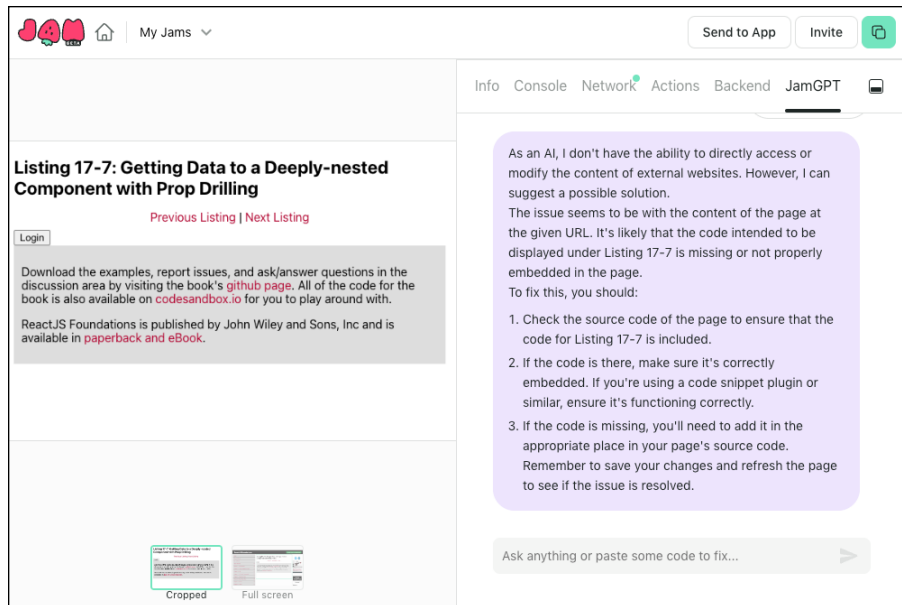 JAM
BETA
My Jams
Send to App
Invite
Info
Console
Network
Actions
Backend
JamGPT
Listing 17-7: Getting Data to a Deeply-nested
Component with Prop Drilling
Previous Listing | Next Listing
Login
Download the examples, report issues, and ask/answer questions in the
discussion area by visiting the book's github page. All of the code for the
book is also available on codesandbox.io for you to play around with.
ReactJS Foundations is published by John Wiley and Sons, Inc and is
available in paperback and eBook.
Cropped
Full screen
As an AI, I don't have the ability to directly access or
modify the content of external websites. However, I can
suggest a possible solution.
The issue seems to be with the content of the page at
the given URL. It's likely that the code intended to be
displayed under Listing 17-7 is missing or not properly
embedded in the page.
To fix this, you should:
1. Check the source code of the page to ensure that the
code for Listing 17-7 is included.
2. If the code is there, make sure it's correctly
embedded. If you're using a code snippet plugin or
similar, ensure it's functioning correctly.
3. If the code is missing, you'll need to add it in the
appropriate place in your page's source code.
Remember to save your changes and refresh the page
to see if the issue is resolved.
Ask anything or paste some code to fix...